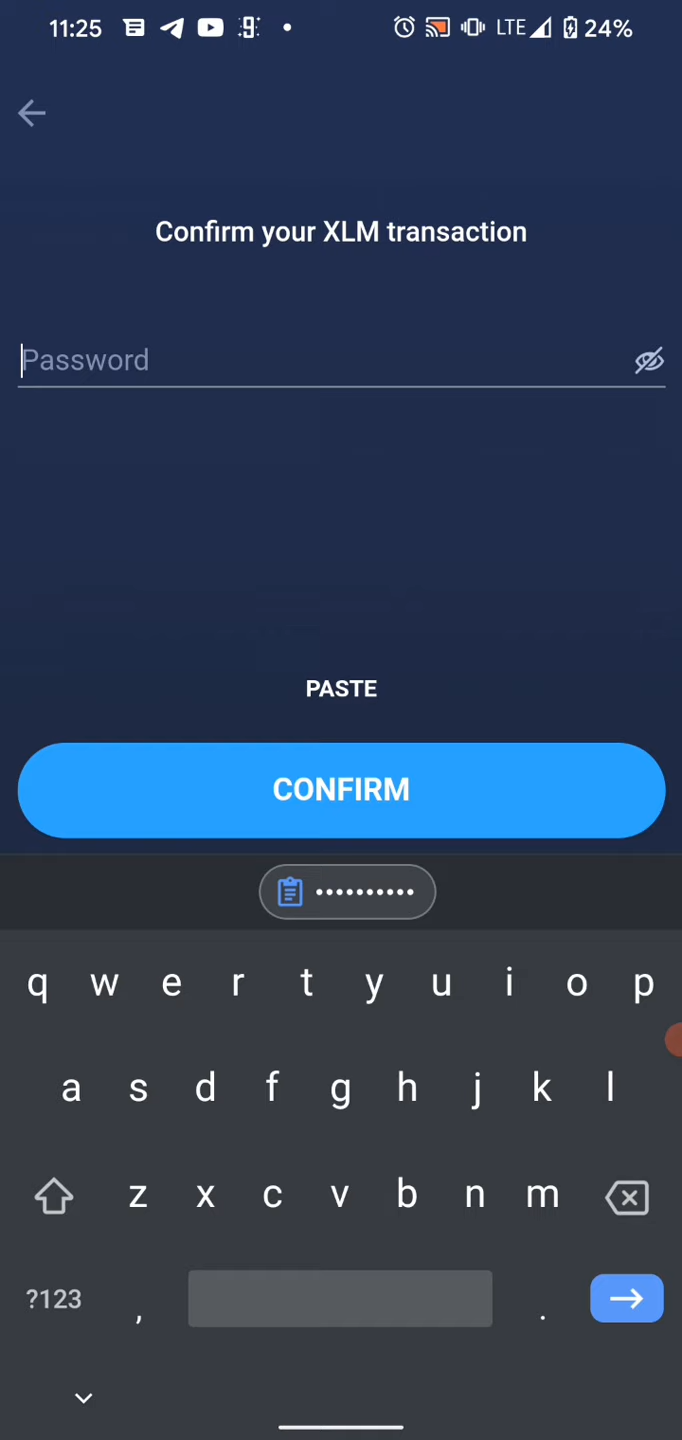 11:25 LTE 24%
Confirm your XLM transaction
Password
PASTE
CONFIRM
••••••••••
q w e r t y u i o p
a s d f g h j k l
z x c v b n m
?123 , .